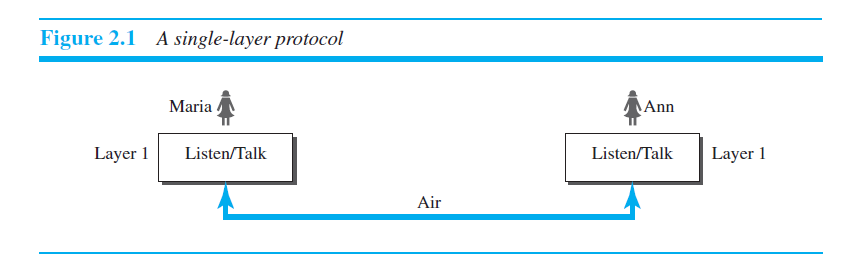 Figure 2.1 A single-layer protocol
Maria Ann
Layer 1 Listen/Talk Listen/Talk Layer 1
Air